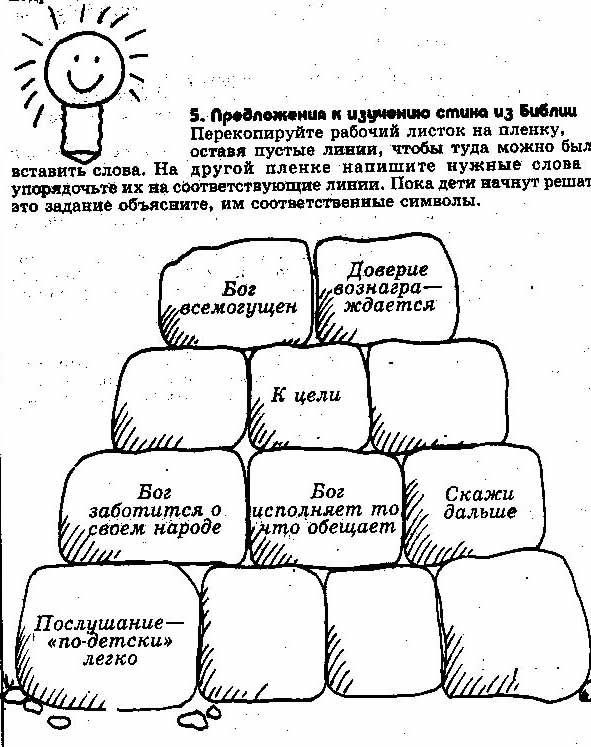 5. Предложения к изучению стиха из Библии
Перекопируйте рабочий листок на пленку,
оставя пустые линии, чтобы туда можно был
вставить слова. На другой пленке напишите нужные слова
упорядочьте их на соответствующие линии. Пока дети начнут решат
это задание объясните, им соответственные символы.
Бог
всемогущен
Доверие
вознагра—
ждается
К цели
Бог
заботится о
своем народе
Бог
исполняет то,
что обещает
Скажи
дальше
Послушание—
«по-детски»
легко